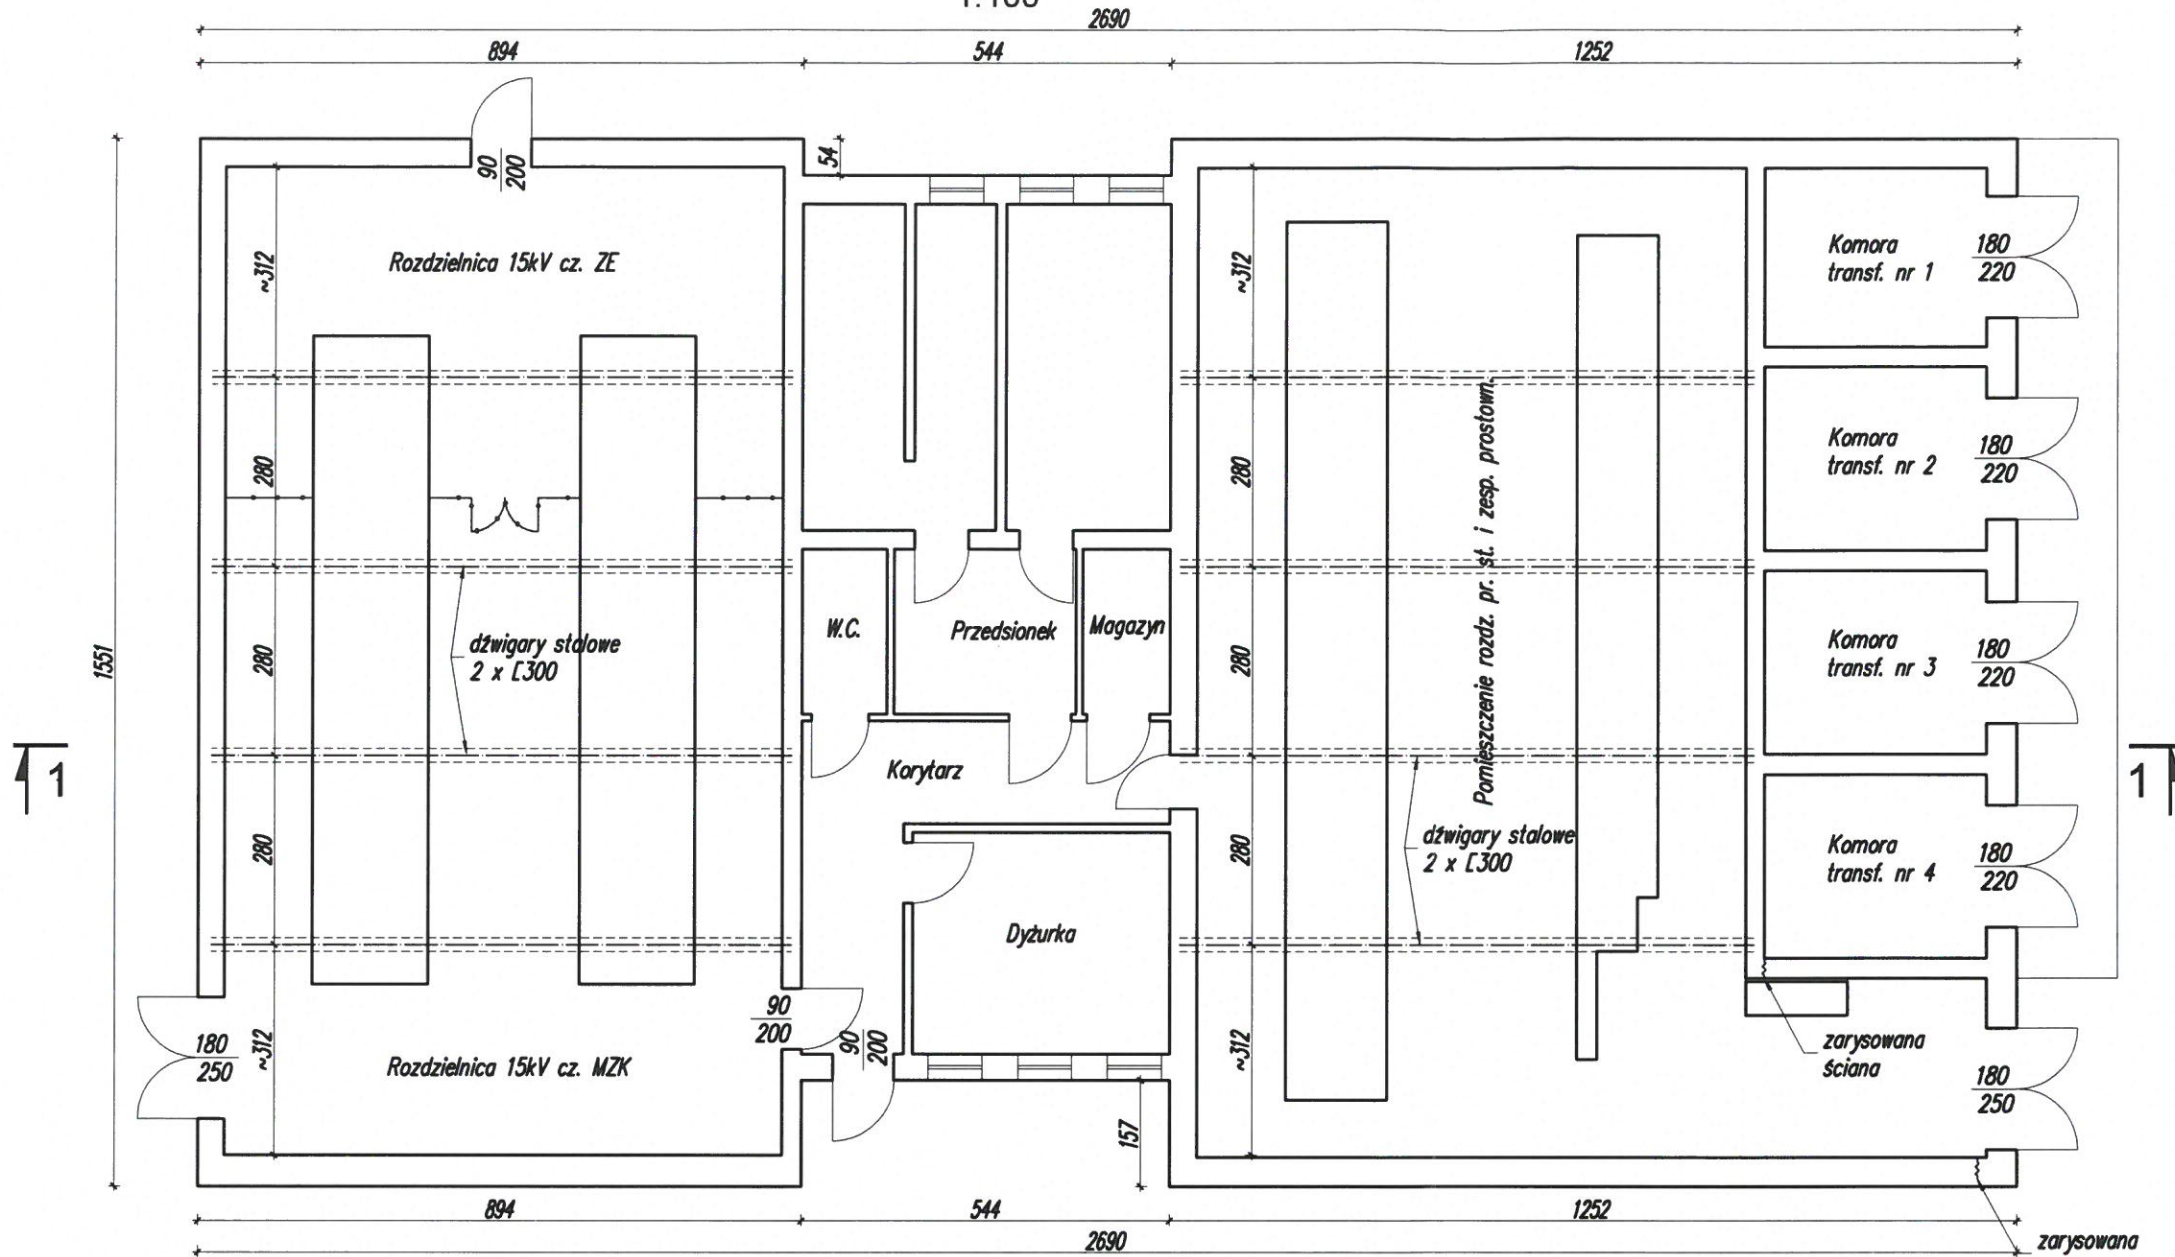 2690
894
544
1252
54
90
200
~312
Rozdzielnica 15kV cz. ZE
~312
Komora
transf. nr 1
180
220
280
280
Pomieszczenie rozdz. pr. st. i zesp. prostown.
Komora
transf. nr 2
180
220
1551
280
dźwigary stalowe
2 x [300
W.C.
Przedsionek
Magazyn
280
Komora
transf. nr 3
180
220
1
Korytarz
1
280
280
dźwigary stalowe
2 x [300
Komora
transf. nr 4
180
220
Dyżurka
90
200
90
200
180
250
~312
Rozdzielnica 15kV cz. MZK
~312
zarysowana
ściana
180
250
157
894
544
1252
2690
zarysowana